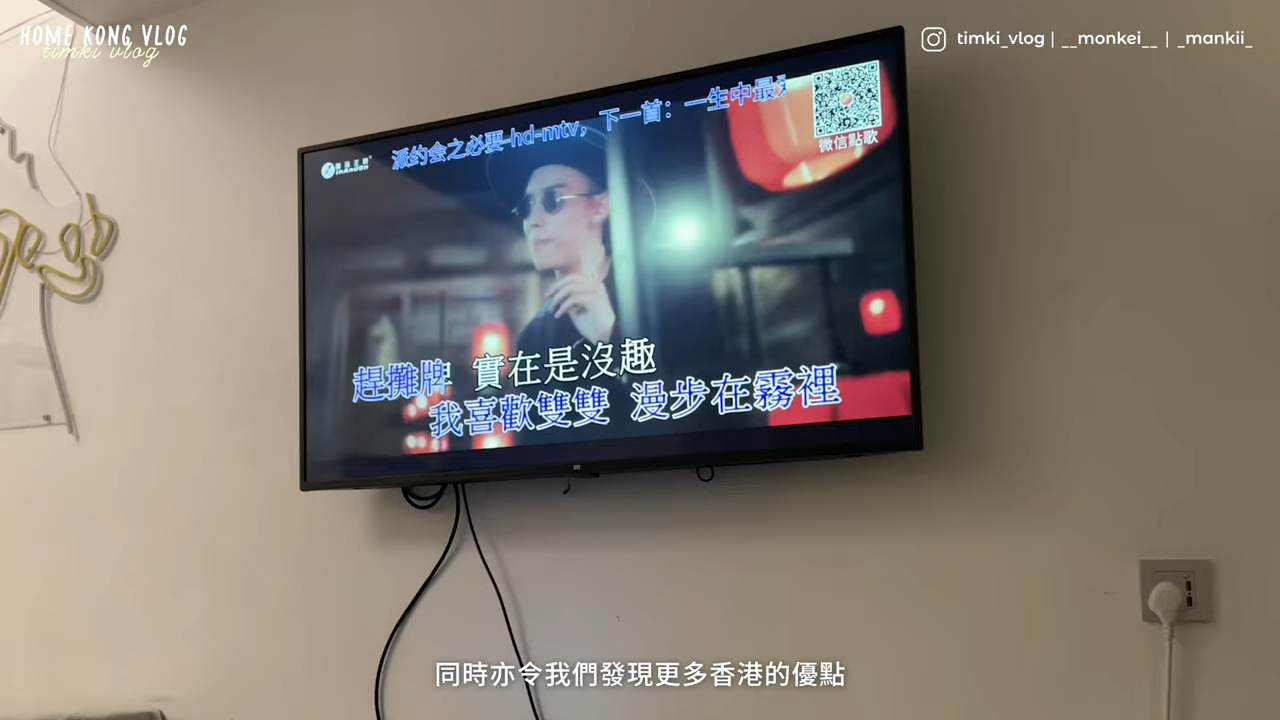 HOME KONG VLOG
timki vlog
timki_vlog | __monkei__ | _mankii_
派约会之必要-hd-mtv, 下一首: 一生中最爱
InAndOn
微信點歌
趕攤牌 實在是沒趣
我喜歡雙雙 漫步在霧裡
同時亦令我們發現更多香港的優點